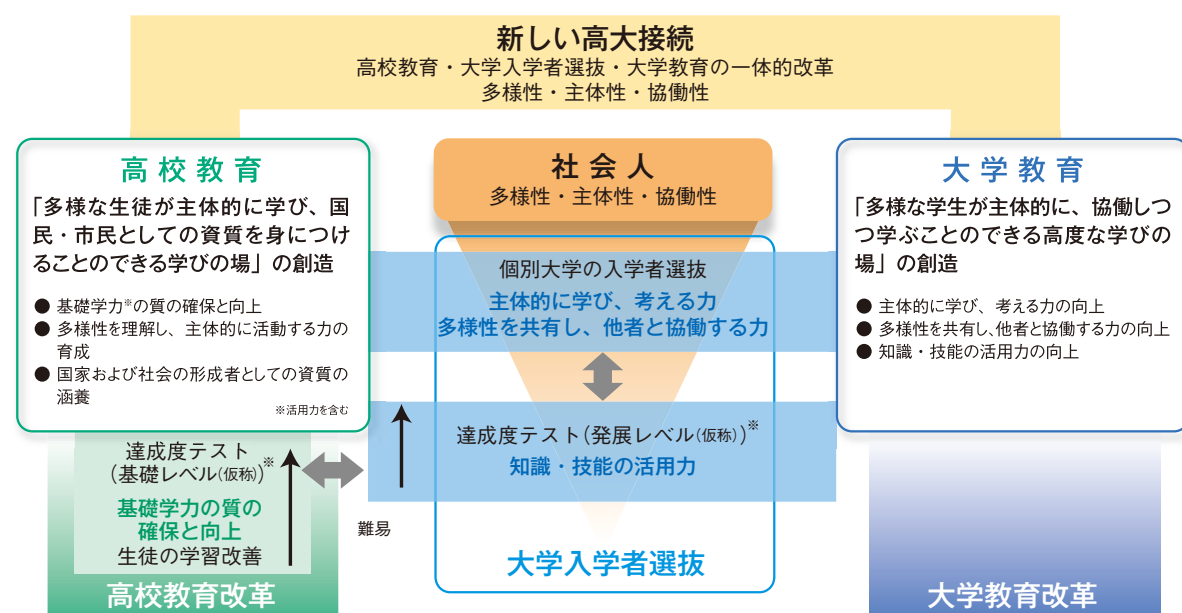 新しい高大接続
高校教育・大学入学者選抜・大学教育の一体的改革
多様性・主体性・協働性
高校教育
「多様な生徒が主体的に学び、国
民・市民としての資質を身につけ
ることのできる学びの場」の創造
● 基礎学力※の質の確保と向上
● 多様性を理解し、主体的に活動する力の
育成
● 国家および社会の形成者としての資質の
涵養
※活用力を含む
達成度テスト
(基礎レベル(仮称))※
基礎学力の質の
確保と向上
生徒の学習改善
高校教育改革
社会人
多様性・主体性・協働性
個別大学の入学者選抜
主体的に学び、考える力
多様性を共有し、他者と協働する力
達成度テスト(発展レベル(仮称))※
知識・技能の活用力
難易
大学入学者選抜
大学教育
「多様な学生が主体的に、協働しつ
つ学ぶことのできる高度な学びの
場」の創造
● 主体的に学び、考える力の向上
● 多様性を共有し、他者と協働する力の向上
● 知識・技能の活用力の向上
大学教育改革